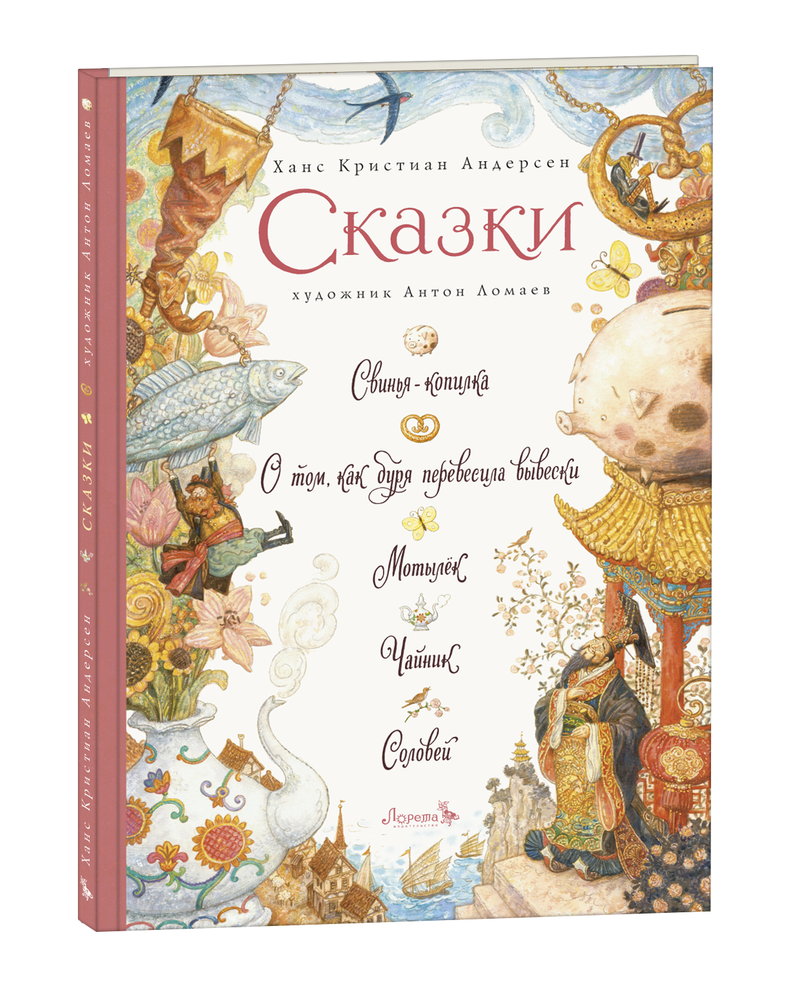 Ханс Кристиан Андерсен
Сказки
художник Антон Ломаев
Свинья-копилка
О том, как буря перевесила вывески
Мотылёк
Чайник
Соловей
Лорета
издательство
Ханс Кристиан Андерсен СКАЗКИ художник Антон Ломаев